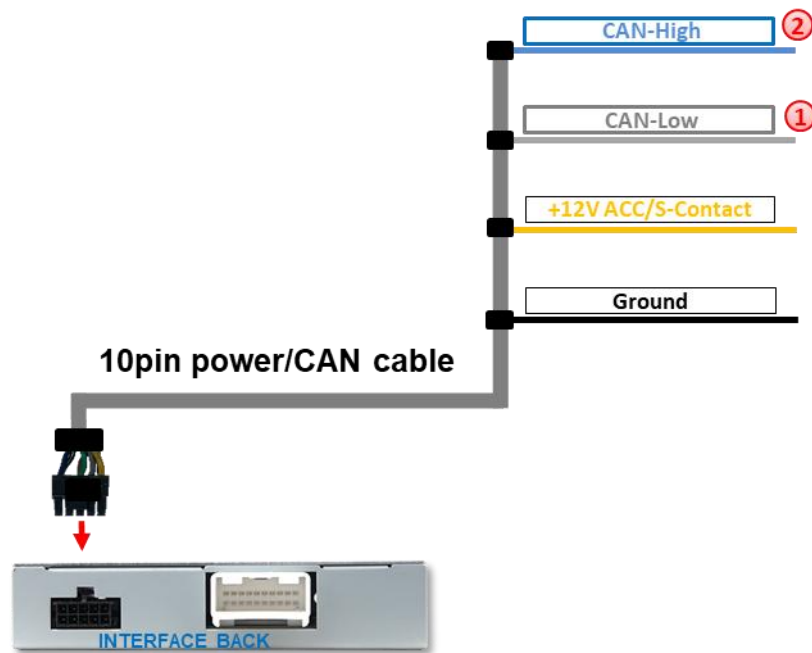 CAN-High
2
CAN-Low
1
+12V ACC/S-Contact
Ground
10pin power/CAN cable
INTERFACE BACK